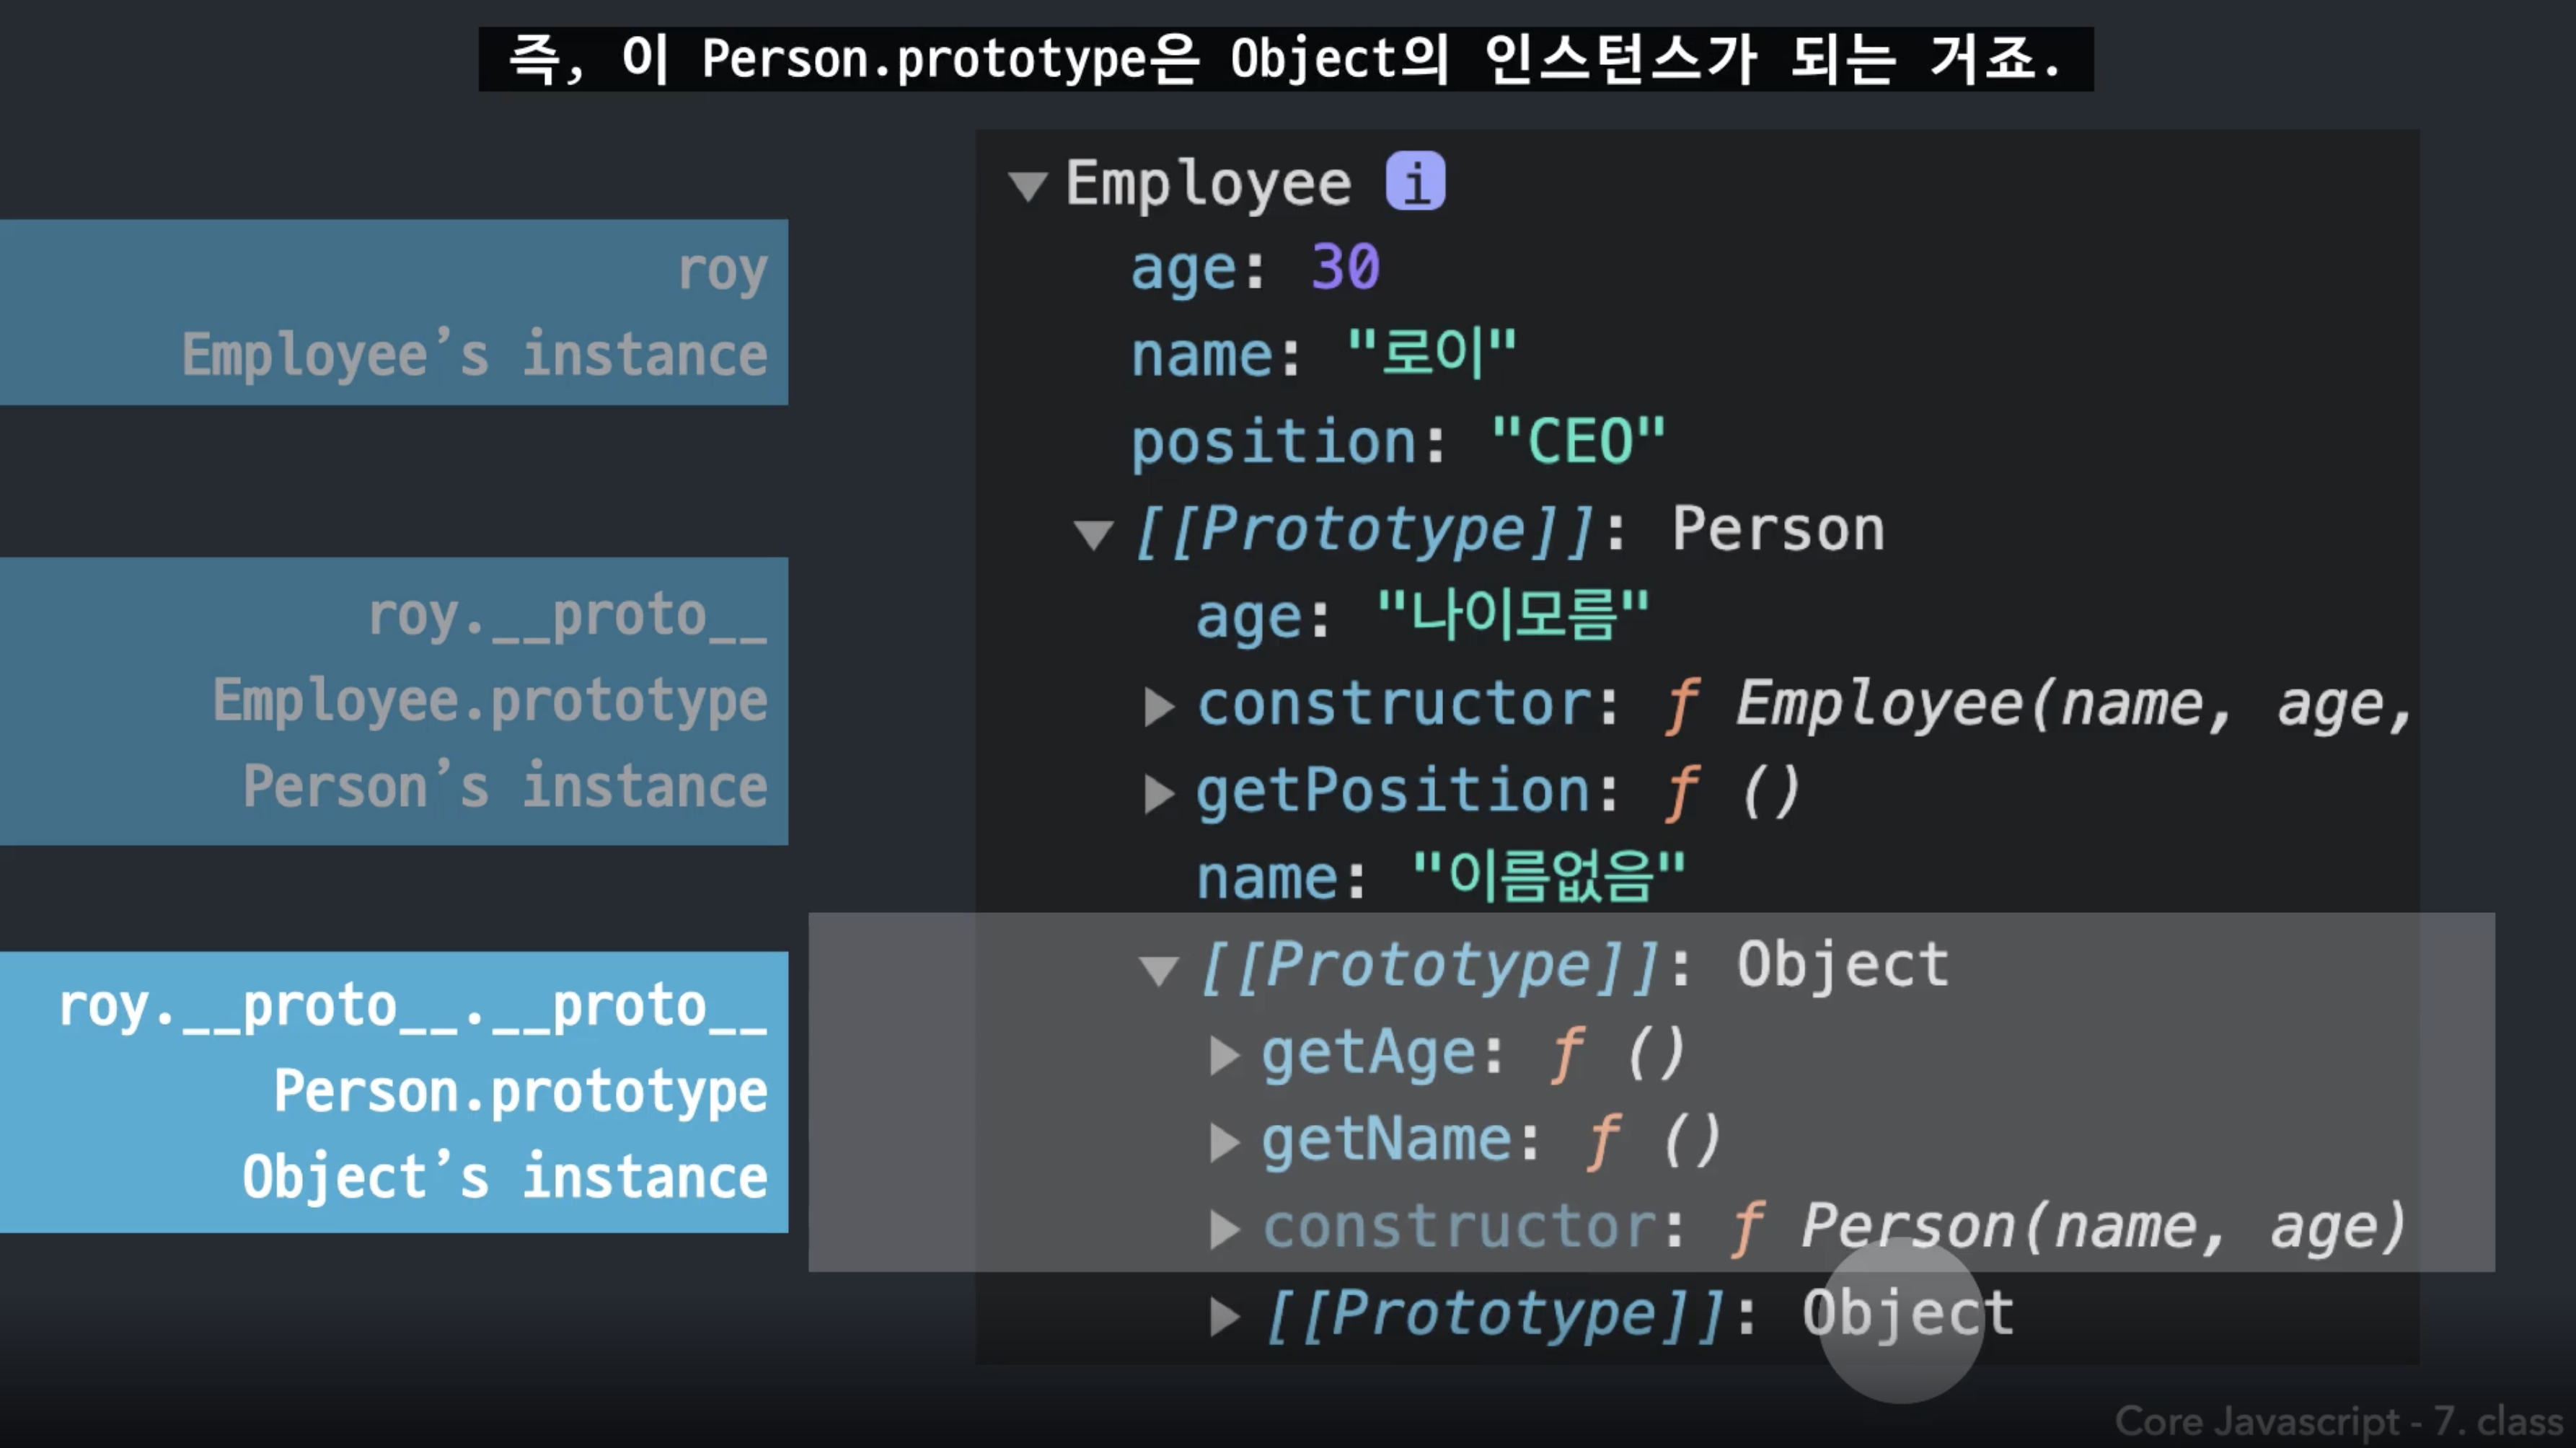 즉, 이 Person.prototype은 Object의 인스턴스가 되는 거죠.
roy
Employee’s instance
roy.__proto__
Employee.prototype
Person’s instance
roy.__proto__.__proto__
Person.prototype
Object’s instance
▼ Employee i
age: 30
name: "로이"
position: "CEO"
▼ [[Prototype]]: Person
age: "나이모름"
▶ constructor: ƒ Employee(name, age,
▶ getPosition: ƒ ()
name: "이름없음"
▼ [[Prototype]]: Object
▶ getAge: ƒ ()
▶ getName: ƒ ()
▶ constructor: ƒ Person(name, age)
▶ [[Prototype]]: Object
Core Javascript - 7. class